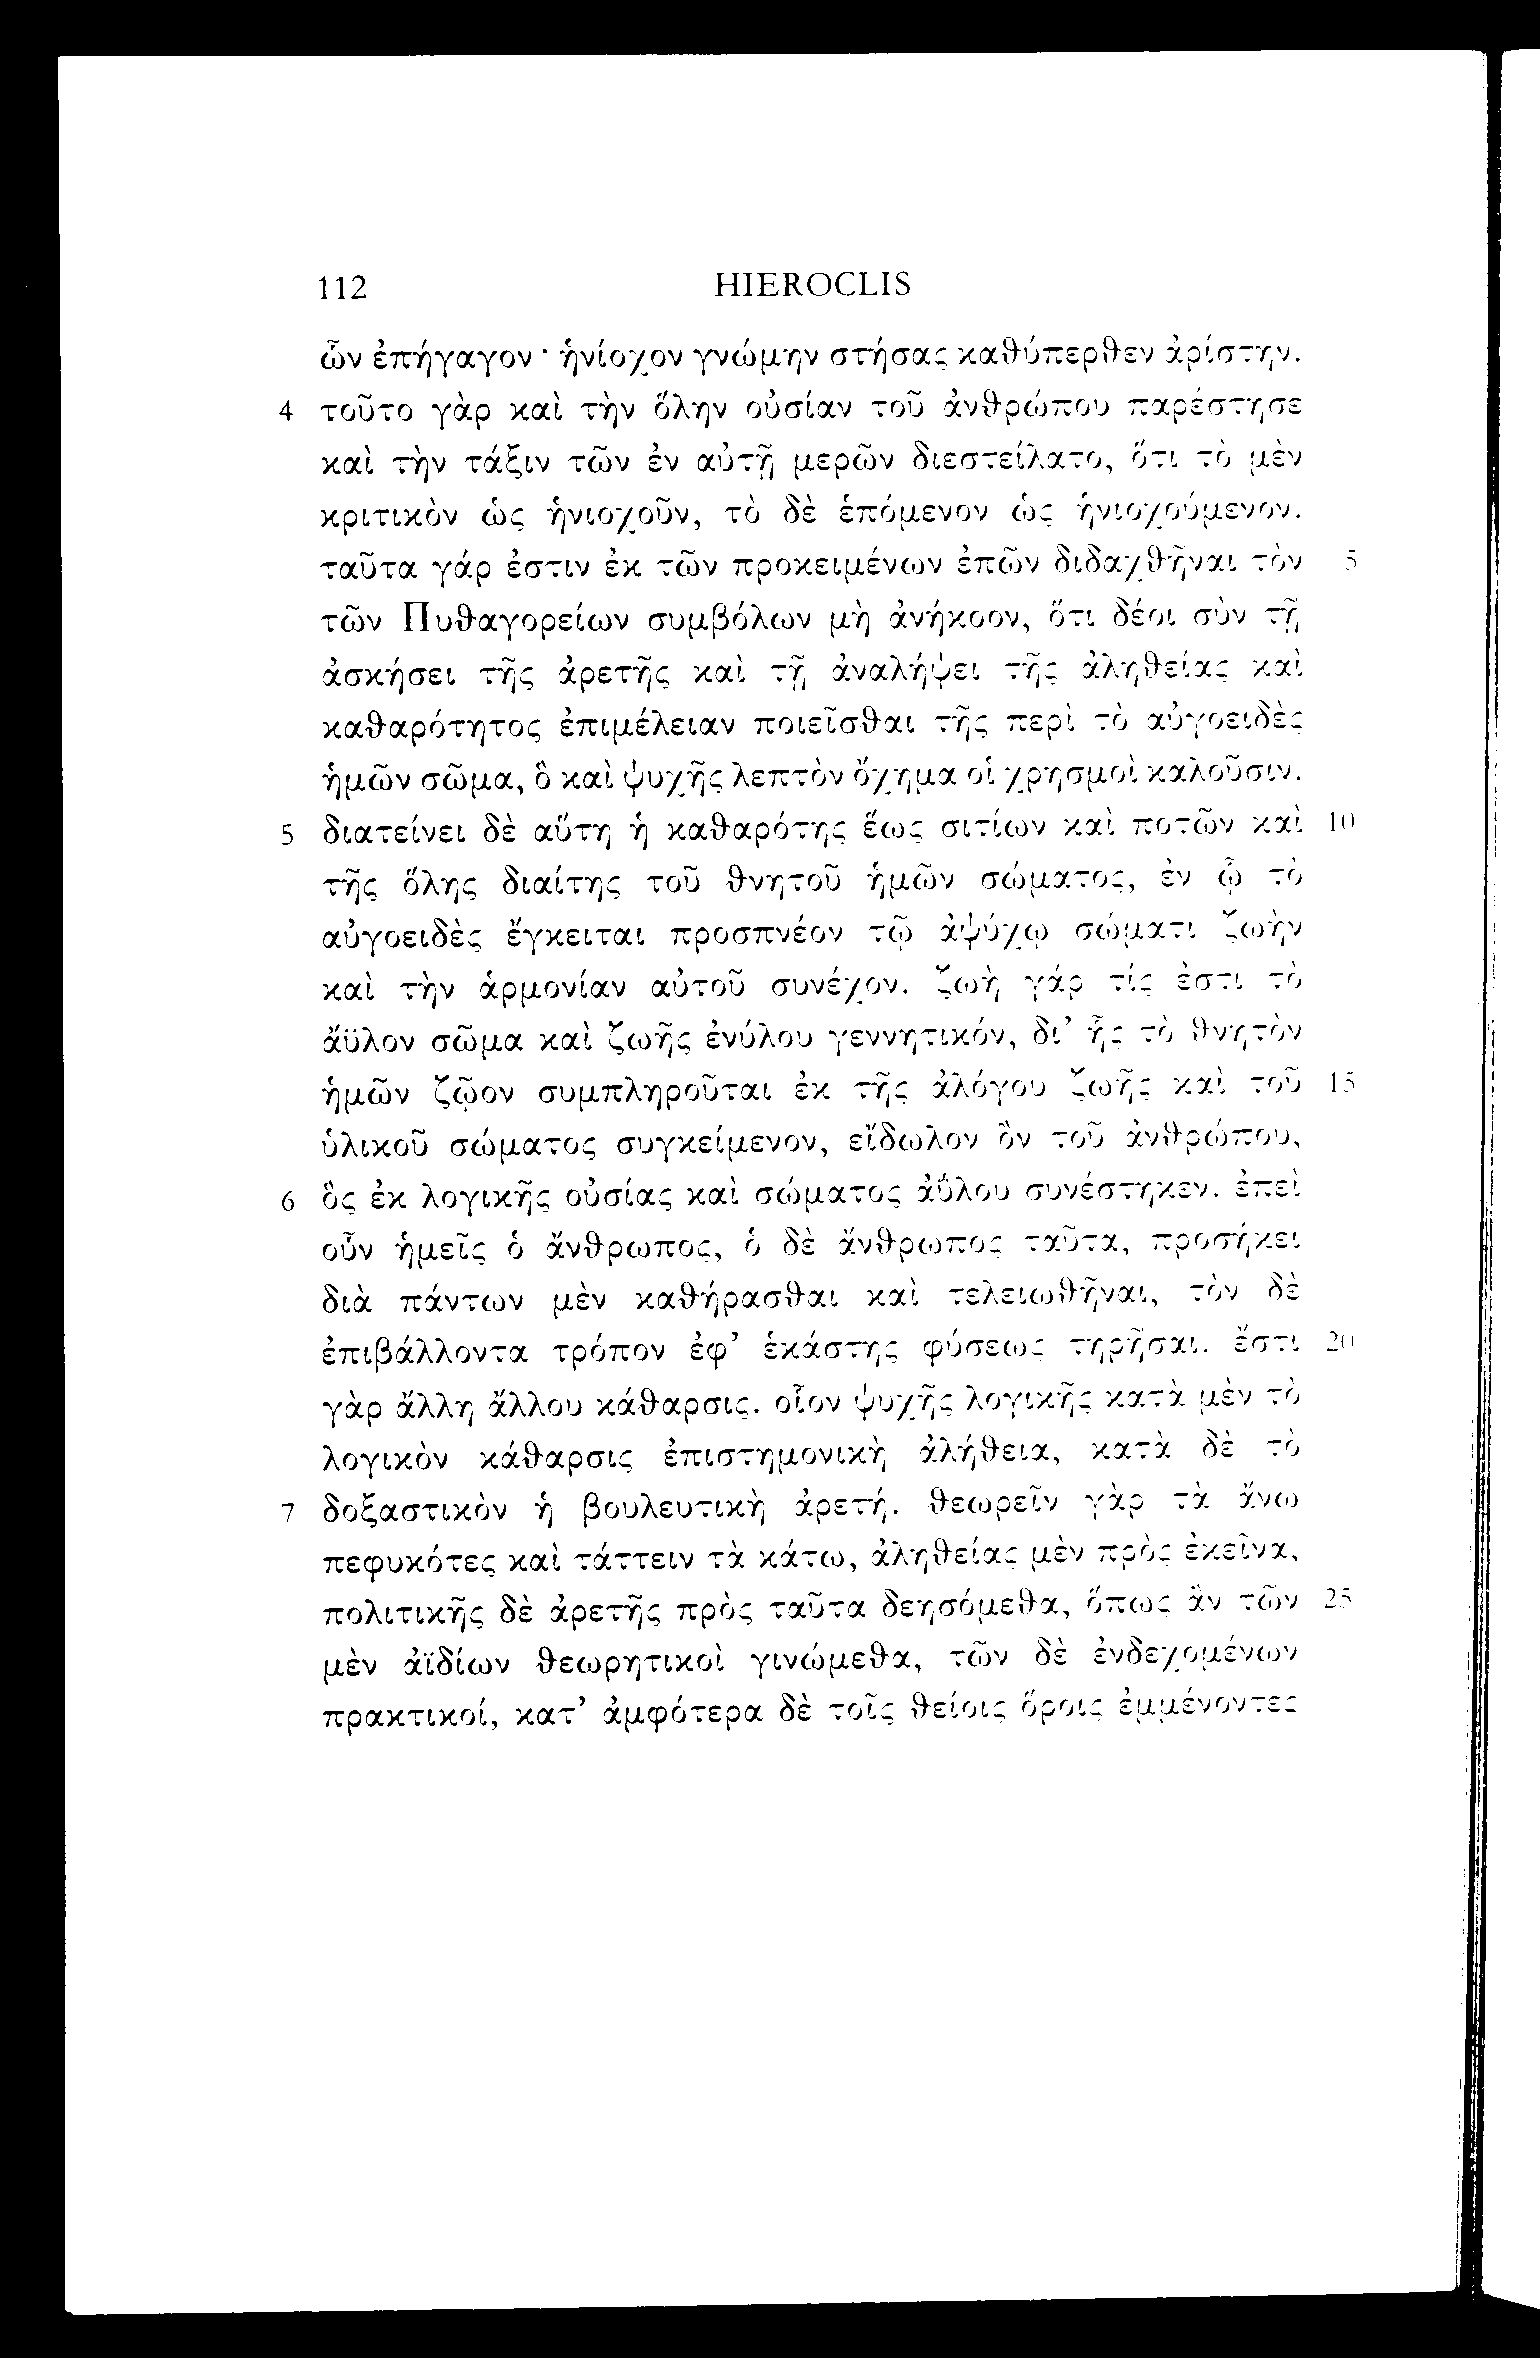 112 HIEROCLIS
ὧν ἐπήγαγον · ἡνίοχον γνώμην στήσας καθύπερθεν ἀρίστην.
4 τοῦτο γὰρ καὶ τὴν ὅλην οὐσίαν τοῦ ἀνθρώπου παρέστησε
καὶ τὴν τάξιν τῶν ἐν αὐτῇ μερῶν διεστείλατο, ὅτι τὸ μὲν
κριτικὸν ὡς ἡνιοχοῦν, τὸ δὲ ἑπόμενον ὡς ἡνιοχούμενον.
ταῦτα γάρ ἐστιν ἐκ τῶν προκειμένων ἐπῶν διδαχθῆναι τὸν 5
τῶν Πυθαγορείων συμβόλων μὴ ἀνήκοον, ὅτι δέοι σὺν τῇ
ἀσκήσει τῆς ἀρετῆς καὶ τῇ ἀναλήψει τῆς ἀληθείας καὶ
καθαρότητος ἐπιμέλειαν ποιεῖσθαι τῆς περὶ τὸ αὐγοειδὲς
ἡμῶν σῶμα, ὃ καὶ ψυχῆς λεπτὸν ὄχημα οἱ χρησμοὶ καλοῦσιν.
5 διατείνει δὲ αὕτη ἡ καθαρότης ἕως σιτίων καὶ ποτῶν καὶ 10
τῆς ὅλης διαίτης τοῦ θνητοῦ ἡμῶν σώματος, ἐν ᾧ τὸ
αὐγοειδὲς ἔγκειται προσπνέον τῷ ἀψύχῳ σώματι ζωὴν
καὶ τὴν ἁρμονίαν αὐτοῦ συνέχον. ζωὴ γάρ τίς ἐστι τὸ
ἄϋλον σῶμα καὶ ζωῆς ἐνύλου γεννητικόν, δι’ ἧς τὸ θνητὸν
ἡμῶν ζῷον συμπληροῦται ἐκ τῆς ἀλόγου ζωῆς καὶ τοῦ 15
ὑλικοῦ σώματος συγκείμενον, εἴδωλον ὂν τοῦ ἀνθρώπου,
6 ὃς ἐκ λογικῆς οὐσίας καὶ σώματος ἀΰλου συνέστηκεν. ἐπεὶ
οὖν ἡμεῖς ὁ ἄνθρωπος, ὁ δὲ ἄνθρωπος ταῦτα, προσήκει
διὰ πάντων μὲν καθήρασθαι καὶ τελειωθῆναι, τὸν δὲ
ἐπιβάλλοντα τρόπον ἐφ’ ἑκάστης φύσεως τηρῆσαι. ἔστι 20
γὰρ ἄλλη ἄλλου κάθαρσις. οἷον ψυχῆς λογικῆς κατὰ μὲν τὸ
λογικὸν κάθαρσις ἐπιστημονικὴ ἀλήθεια, κατὰ δὲ τὸ
7 δοξαστικὸν ἡ βουλευτικὴ ἀρετή. θεωρεῖν γὰρ τὰ ἄνω
πεφυκότες καὶ τάττειν τὰ κάτω, ἀληθείας μὲν πρὸς ἐκεῖνα,
πολιτικῆς δὲ ἀρετῆς πρὸς ταῦτα δεησόμεθα, ὅπως ἂν τῶν 25
μὲν ἀϊδίων θεωρητικοὶ γινώμεθα, τῶν δὲ ἐνδεχομένων
πρακτικοί, κατ’ ἀμφότερα δὲ τοῖς θείοις ὅροις ἐμμένοντες